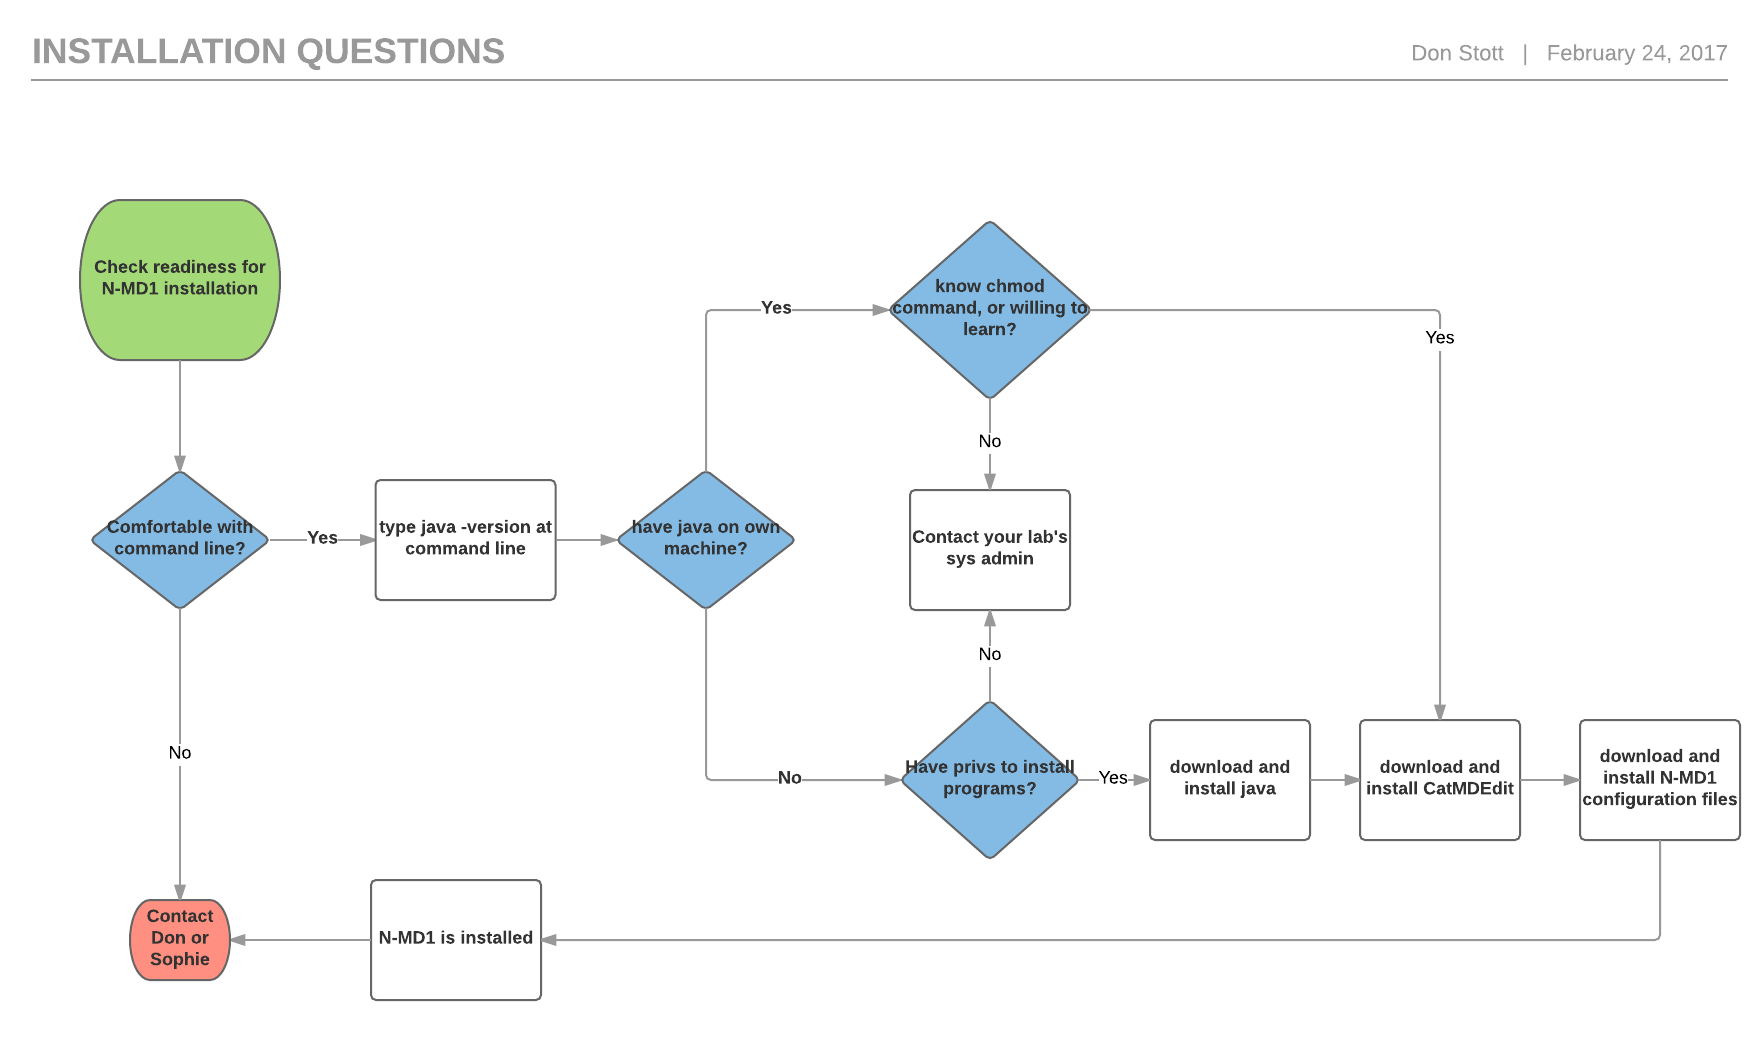 INSTALLATION QUESTIONS
Don Stott | February 24, 2017
Check readiness for
N-MD1 installation
Comfortable with
command line?
Yes
No
type java -version at
command line
have java on own
machine?
Yes
No
know chmod
command, or willing to
learn?
Yes
No
Contact your lab's
sys admin
No
Have privs to install
programs?
Yes
download and
install java
download and
install CatMDEdit
download and
install N-MD1
configuration files
N-MD1 is installed
Contact
Don or
Sophie